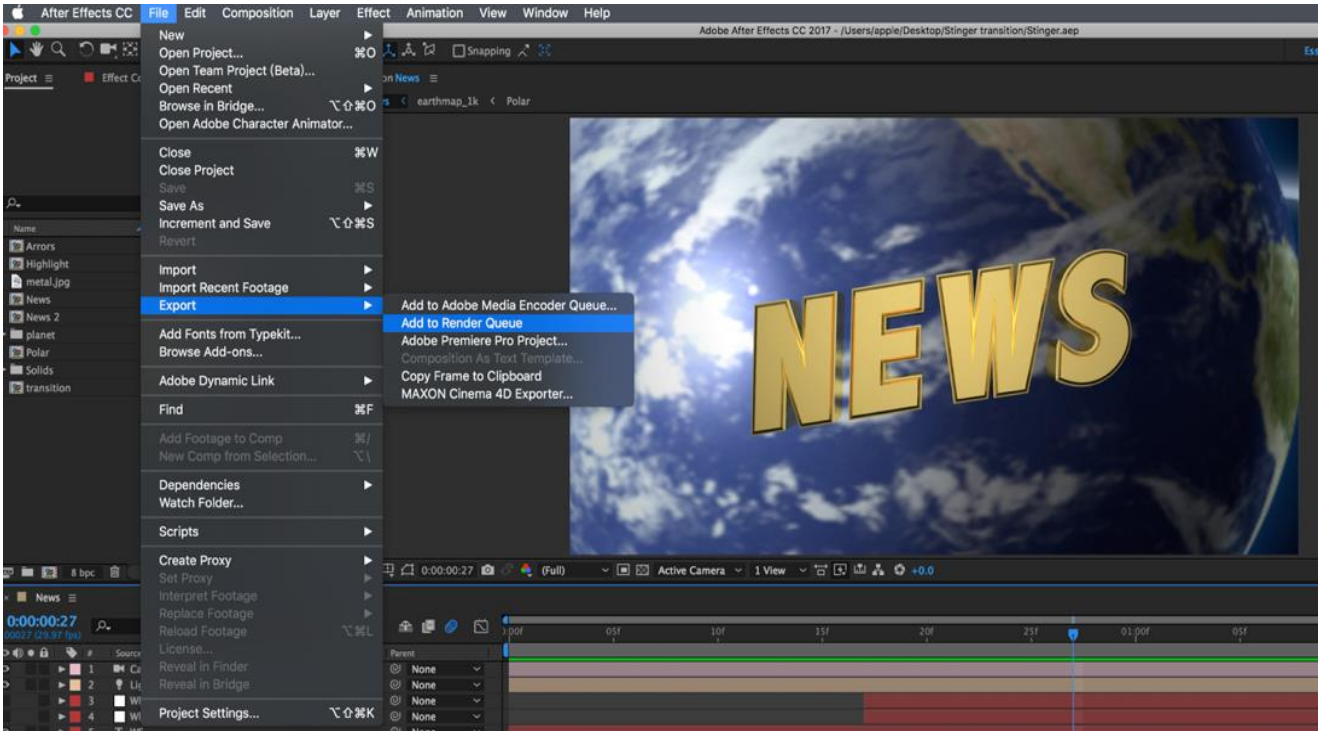 After Effects CC File Edit Composition Layer Effect Animation View Window Help
Adobe After Effects CC 2017 - /Users/appie/Desktop/Stinger transition/Stinger.aep
Snapping
Project
Effect
News
earthmap_1k
Polar
New
Open Project... ⌘O
Open Team Project (Beta)...
Open Recent
Browse in Bridge... ⌥⇧⌘O
Open Adobe Character Animator...
Close ⌘W
Close Project
Save ⌘S
Save As
Increment and Save ⌥⇧⌘S
Revert
Import
Import Recent Footage
Export
Add Fonts from Typekit...
Browse Add-ons...
Adobe Dynamic Link
Find ⌘F
Add Footage to Comp ⌘/
New Comp from Selection... ⌥\
Dependencies
Watch Folder...
Scripts
Create Proxy
Set Proxy
Interpret Footage
Replace Footage
Reload Footage ⌥⌘L
License...
Reveal in Finder
Reveal in Bridge
Project Settings... ⌥⇧⌘K
Add to Adobe Media Encoder Queue...
Add to Render Queue
Adobe Premiere Pro Project...
Composition As Text Template...
Copy Frame to Clipboard
MAXON Cinema 4D Exporter...
Name
Arrors
Highlight
metal.jpg
News
News 2
planet
Polar
Solids
transition
NEWS
8 bpc
0:00:00:27 (Full) Active Camera 1 View +0.0
News
0:00:00:27
00027 (29.97 fps)
05f 10f 15f 20f 25f 01:00f 05f
# Source Parent
1 None
2 None
3 None
4 None